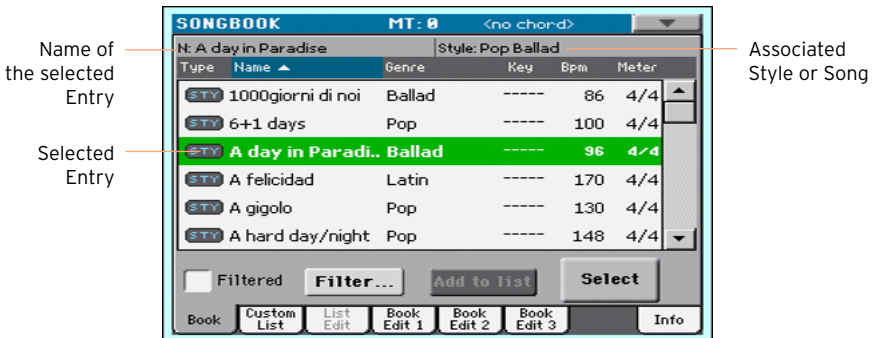 SONGBOOK MT: 0 <no chord>
Name of the selected Entry
N: A day in Paradise Style: Pop Ballad
Associated Style or Song
Type Name Genre Key Bpm Meter
STY 1000giorni di noi Ballad ----- 86 4/4
STY 6+1 days Pop ----- 100 4/4
Selected Entry
STY A day in Paradi.. Ballad ----- 96 4/4
STY A felicidad Latin ----- 170 4/4
STY A gigolo Pop ----- 130 4/4
STY A hard day/night Pop ----- 148 4/4
Filtered Filter... Add to list Select
Book Custom List List Edit Book Edit 1 Book Edit 2 Book Edit 3 Info